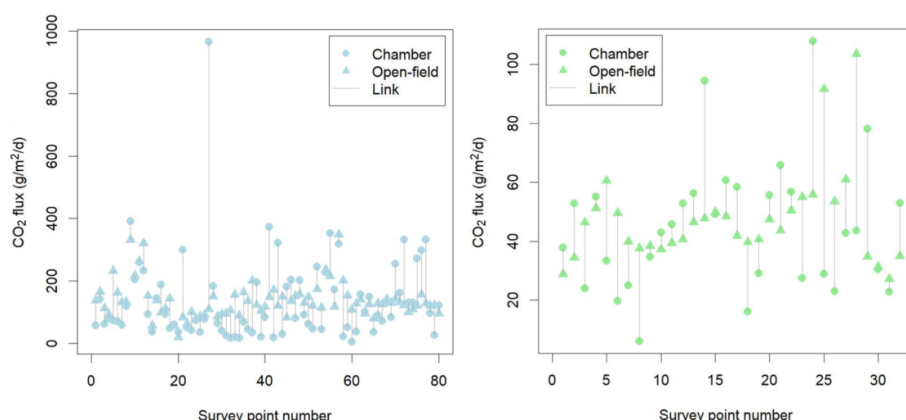 1000
800
600
400
200
0
CO2 flux (g/m²/d)
Chamber
Open-field
Link
0 20 40 60 80
Survey point number
100
80
60
40
20
CO2 flux (g/m²/d)
Chamber
Open-field
Link
0 5 10 15 20 25 30
Survey point number